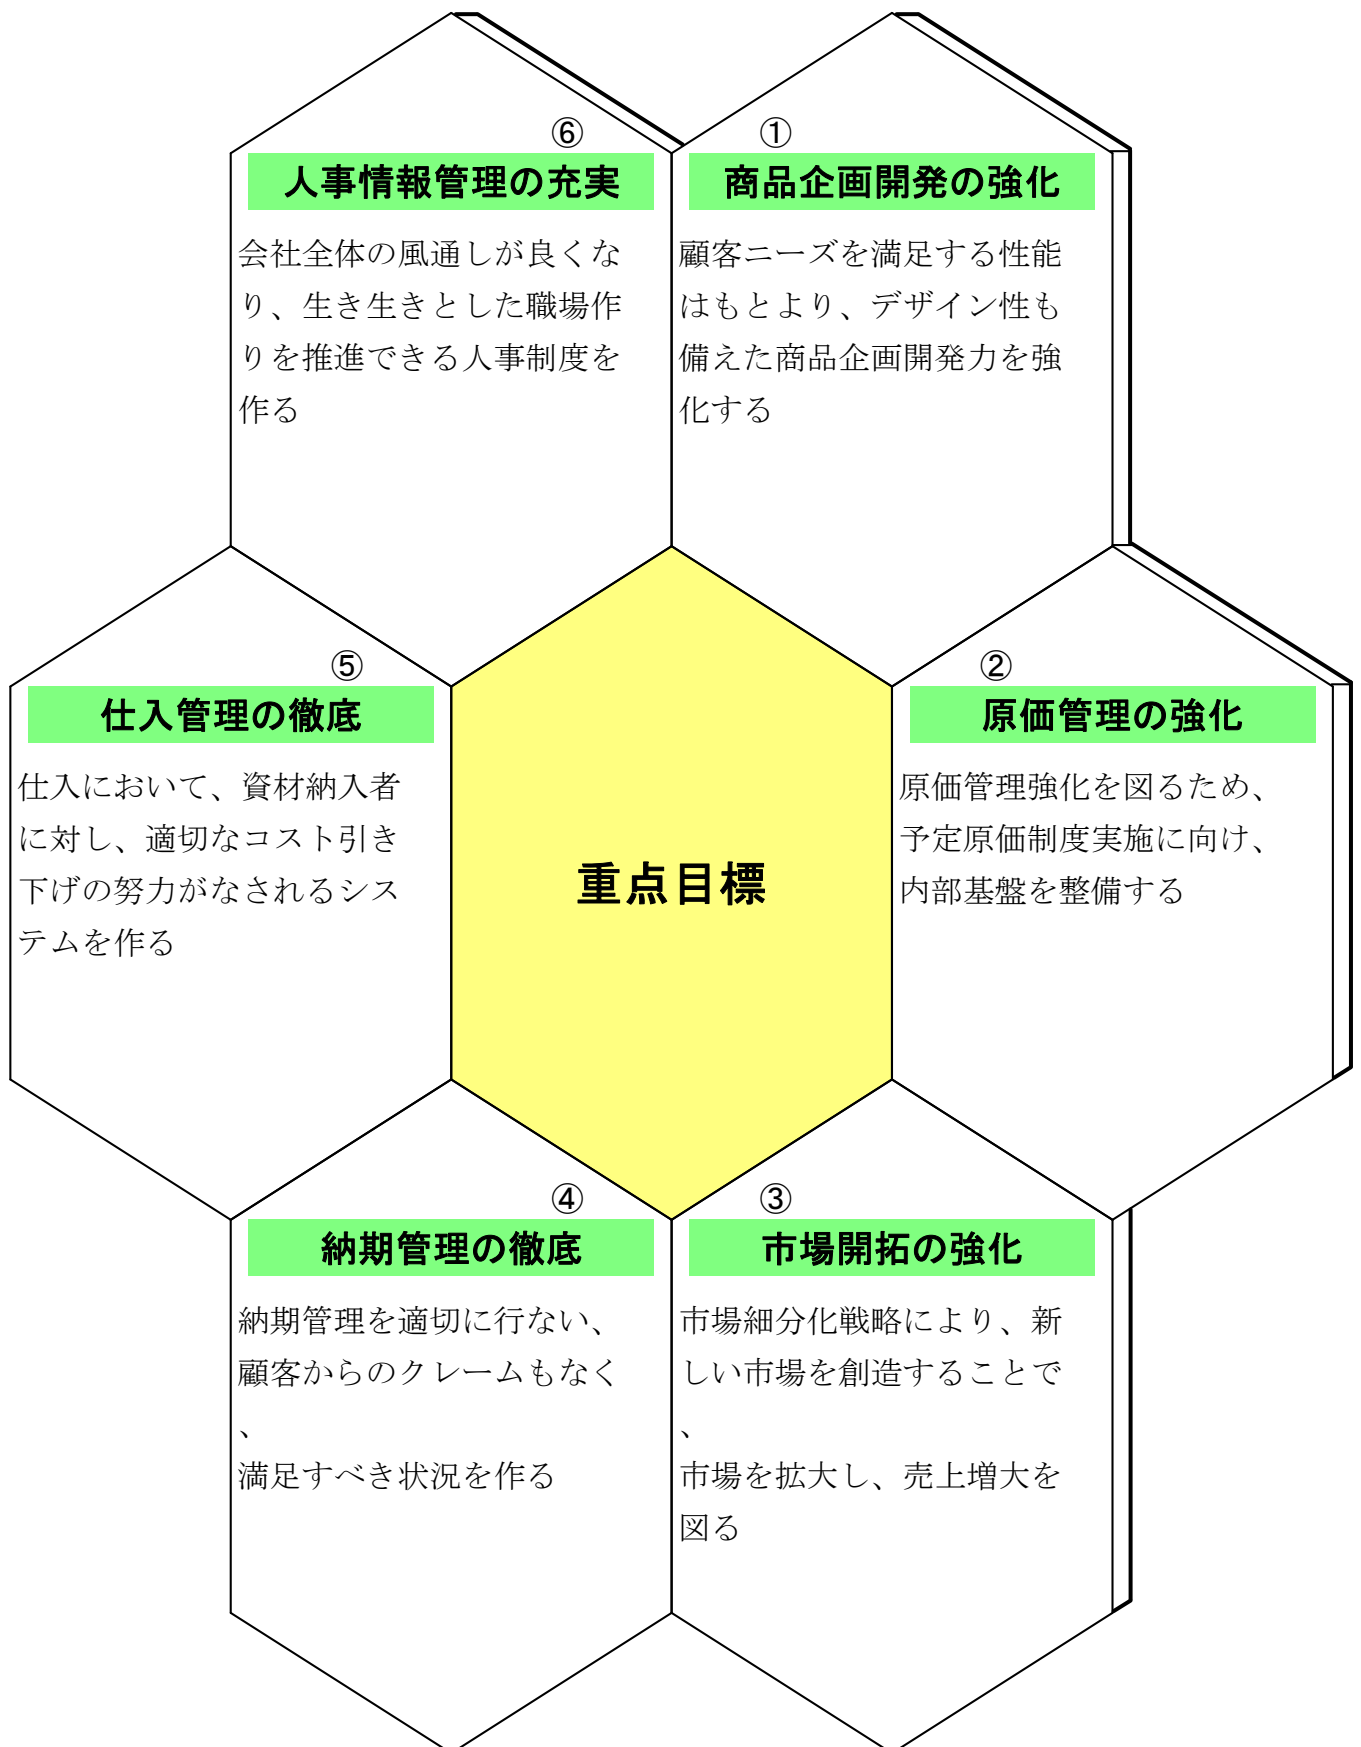 ⑥
人事情報管理の充実
会社全体の風通しが良くな
り、生き生きとした職場作
りを推進できる人事制度を
作る
①
商品企画開発の強化
顧客ニーズを満足する性能
はもとより、デザイン性も
備えた商品企画開発力を強
化する
⑤
仕入管理の徹底
仕入において、資材納入者
に対し、適切なコスト引き
下げの努力がなされるシス
テムを作る
重点目標
②
原価管理の強化
原価管理強化を図るため、
予定原価制度実施に向け、
内部基盤を整備する
④
納期管理の徹底
納期管理を適切に行ない、
顧客からのクレームもなく
、
満足すべき状況を作る
③
市場開拓の強化
市場細分化戦略により、新
しい市場を創造することで
、
市場を拡大し、売上増大を
図る